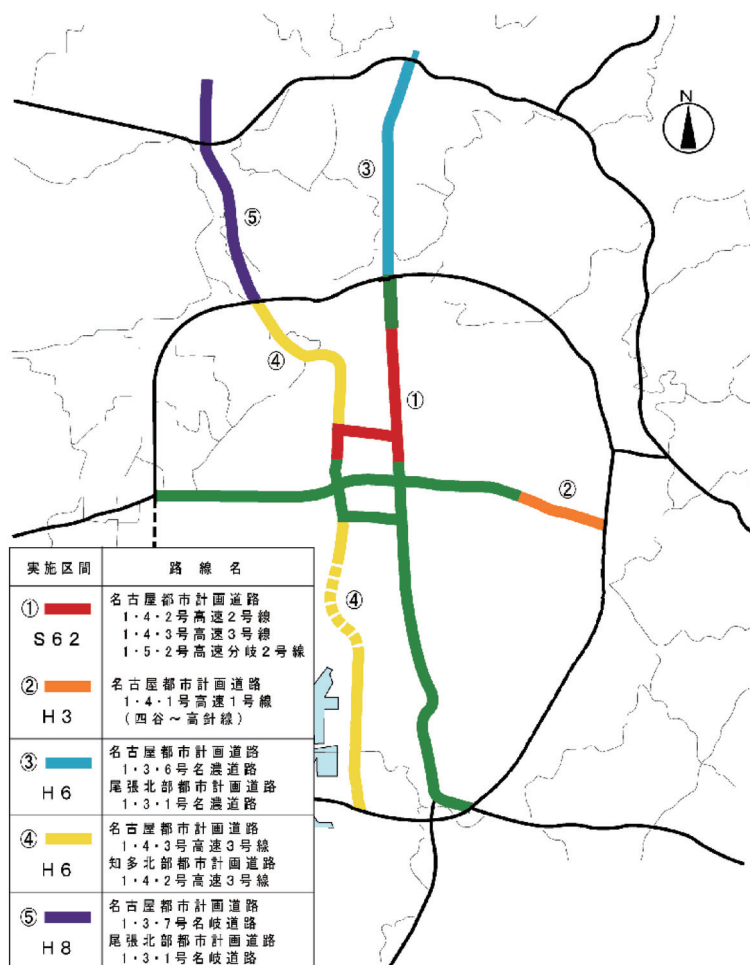 N
③
⑤
④
①
②
④
実施区間 路線名
① S62
名古屋都市計画道路
1・4・2号高速2号線
1・4・3号高速3号線
1・5・2号高速分岐2号線
② H3
名古屋都市計画道路
1・4・1号高速1号線
(四谷～高針線)
③ H6
名古屋都市計画道路
1・3・6号名濃道路
尾張北部都市計画道路
1・3・1号名濃道路
④ H6
名古屋都市計画道路
1・4・3号高速3号線
知多北部都市計画道路
1・4・2号高速3号線
⑤ H8
名古屋都市計画道路
1・3・7号名岐道路
尾張北部都市計画道路
1・3・1号名岐道路